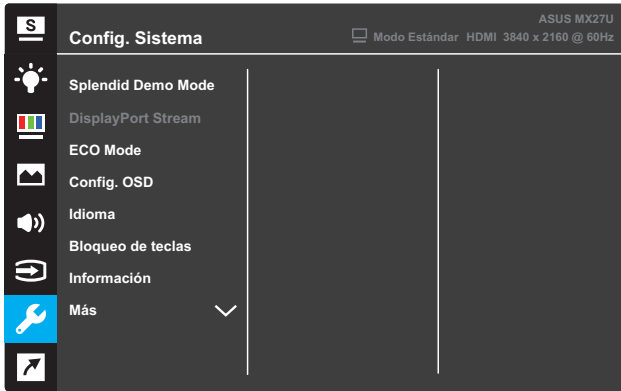 S
ASUS MX27U
Config. Sistema
Modo Estándar HDMI 3840 x 2160 @ 60Hz
Splendid Demo Mode
DisplayPort Stream
ECO Mode
Config. OSD
Idioma
Bloqueo de teclas
Información
Más